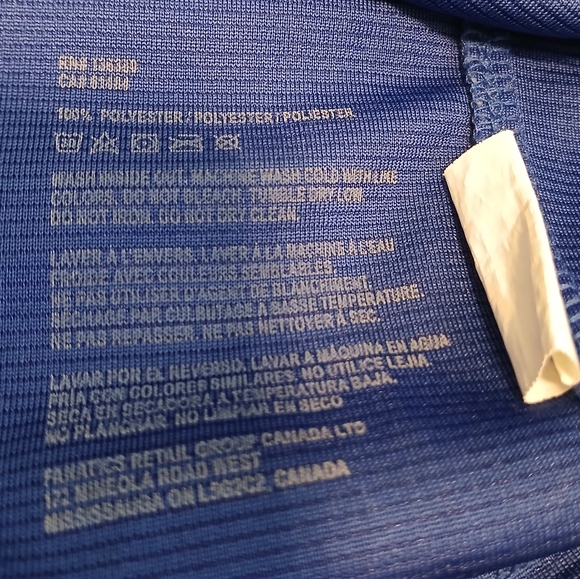 100% POLYESTER / POLYESTER / POLIESTER
WASH INSIDE OUT. MACHINE WASH COLD WITH LIKE
COLORS. DO NOT BLEACH. TUMBLE DRY LOW.
DO NOT IRON. DO NOT DRY CLEAN.
LAVER À L'ENVERS. LAVER À LA MACHINE À L'EAU
FROIDE AVEC COULEURS SEMBLABLES.
NE PAS UTILISER D'AGENT DE BLANCHIMENT.
SÉCHAGE PAR CULBUTAGE À BASSE TEMPÉRATURE.
NE PAS REPASSER. NE PAS NETTOYER À SEC.
LAVAR POR EL REVERSO. LAVAR A MAQUINA EN AGUA
FRÍA CON COLORES SIMILARES. NO UTILICE LEJÍA
SECA EN SECADORA A TEMPERATURA BAJA.
NO PLANCHAR. NO LIMPIAR EN SECO
FANATICS RETAIL GROUP CANADA LTD
MINEOLA ROAD WEST
MISSISSAUGA ON L5G2C2, CANADA